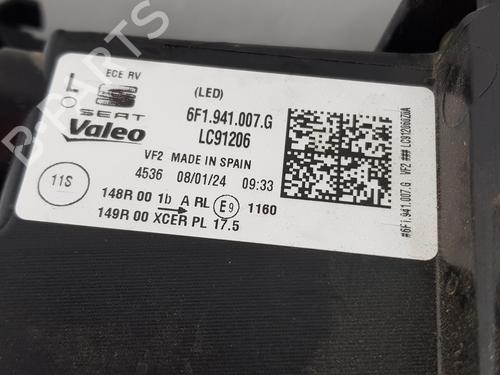 L ECE RV
O
SEAT
Valeo
(LED)
6F1.941.007.G
LC91206
VF2 MADE IN SPAIN
4536 08/01/24 09:33
11S
148R 00 1b A RL E9 1160
149R 00 XCER PL 17.5
#6F1.941.007.G VF2 ###
B-PARTS